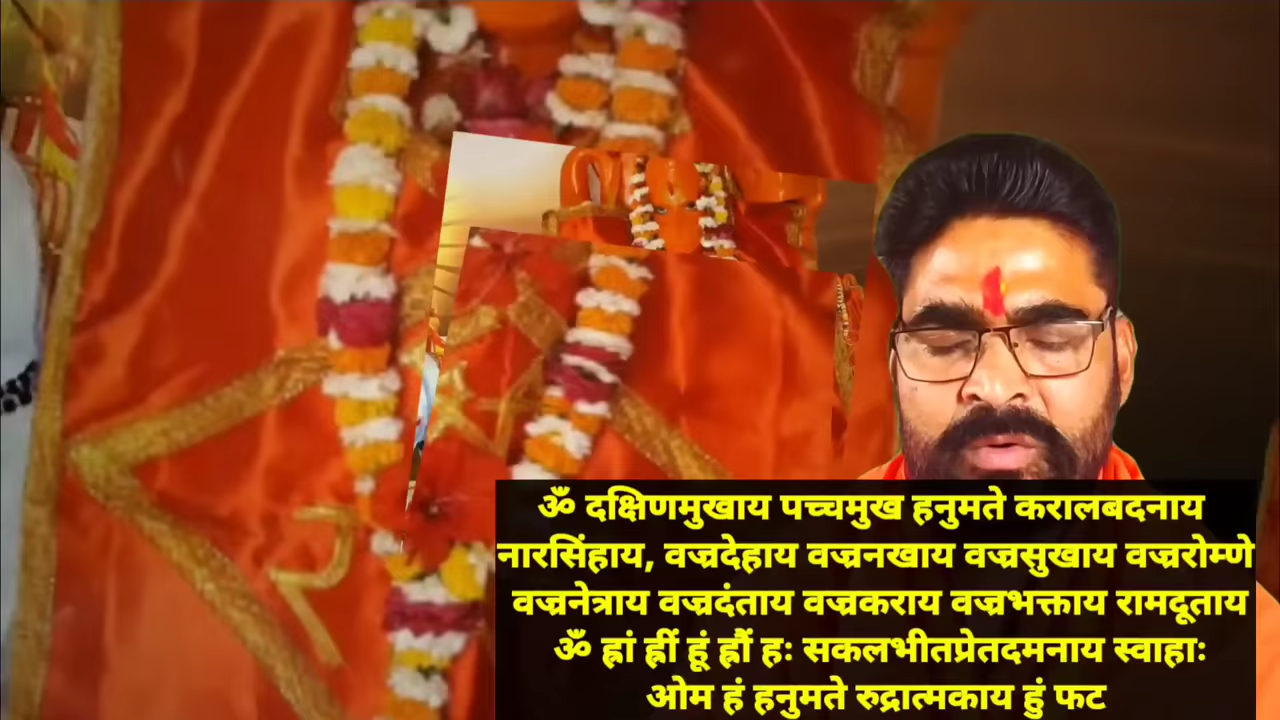 ॐ दक्षिणमुखाय पच्चमुख हनुमते करालबदनाय
नारसिंहाय, वज्रदेहाय वज्रनखाय वज्रसुखाय वज्ररोम्णे
वज्रनेत्राय वज्रदंताय वज्रकराय वज्रभक्ताय रामदूताय
ॐ ह्रां ह्रीं हूं ह्रौं हः सकलभीतप्रेतदमनाय स्वाहाः
ओम हं हनुमते रुद्रात्मकाय हुं फट